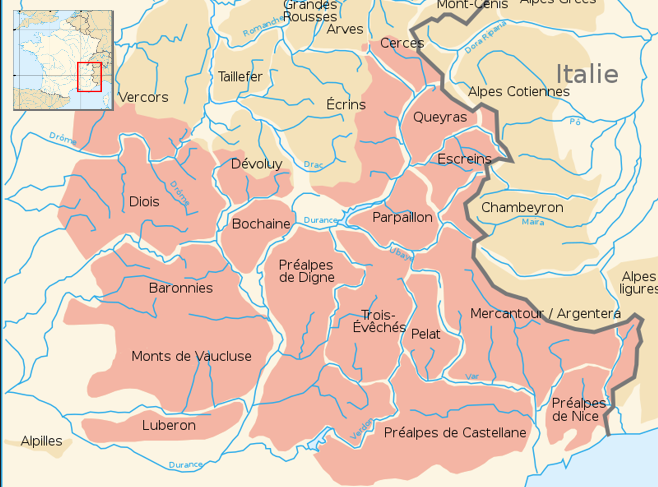 Grandes
Rousses
Mont-Cenis
Alpes Grées
Romanche
Arves
Cerces
Dora Riparia
Italie
Taillefer
Alpes Cotiennes
Vercors
Écrins
Queyras
Pô
Drôme
Dévoluy
Drac
Escreins
Drôme
Diois
Chambeyron
Bochaine
Durance
Parpaillon
Maira
Ubaye
Préalpes
de Digne
Alpes
ligures
Baronnies
Trois-
Évêchés
Mercantour / Argentera
Pelat
Monts de Vaucluse
Var
Préalpes
de Nice
Luberon
Verdon
Préalpes de Castellane
Alpilles
Durance